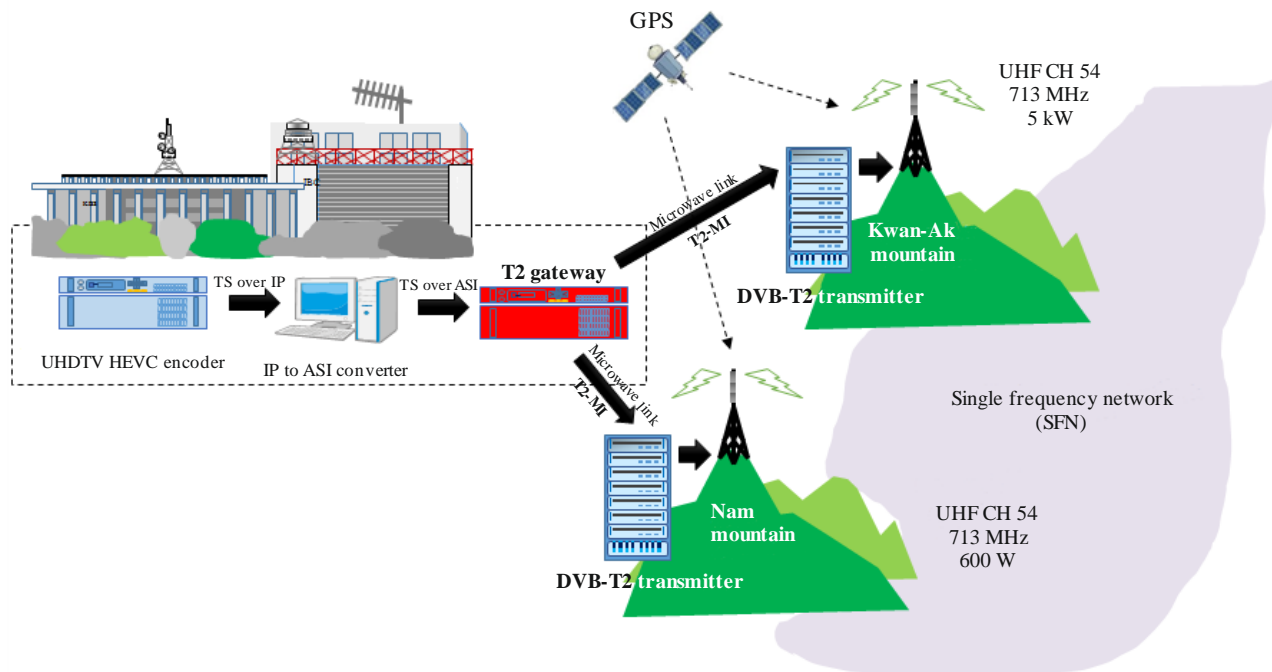 GPS
UHF CH 54
713 MHz
5 kW
Microwave link
T2-MI
Kwan-Ak
mountain
DVB-T2 transmitter
TS over IP
TS over ASI
T2 gateway
UHDTV HEVC encoder
IP to ASI converter
Microwave link
T2-MI
Single frequency network
(SFN)
Nam
mountain
DVB-T2 transmitter
UHF CH 54
713 MHz
600 W